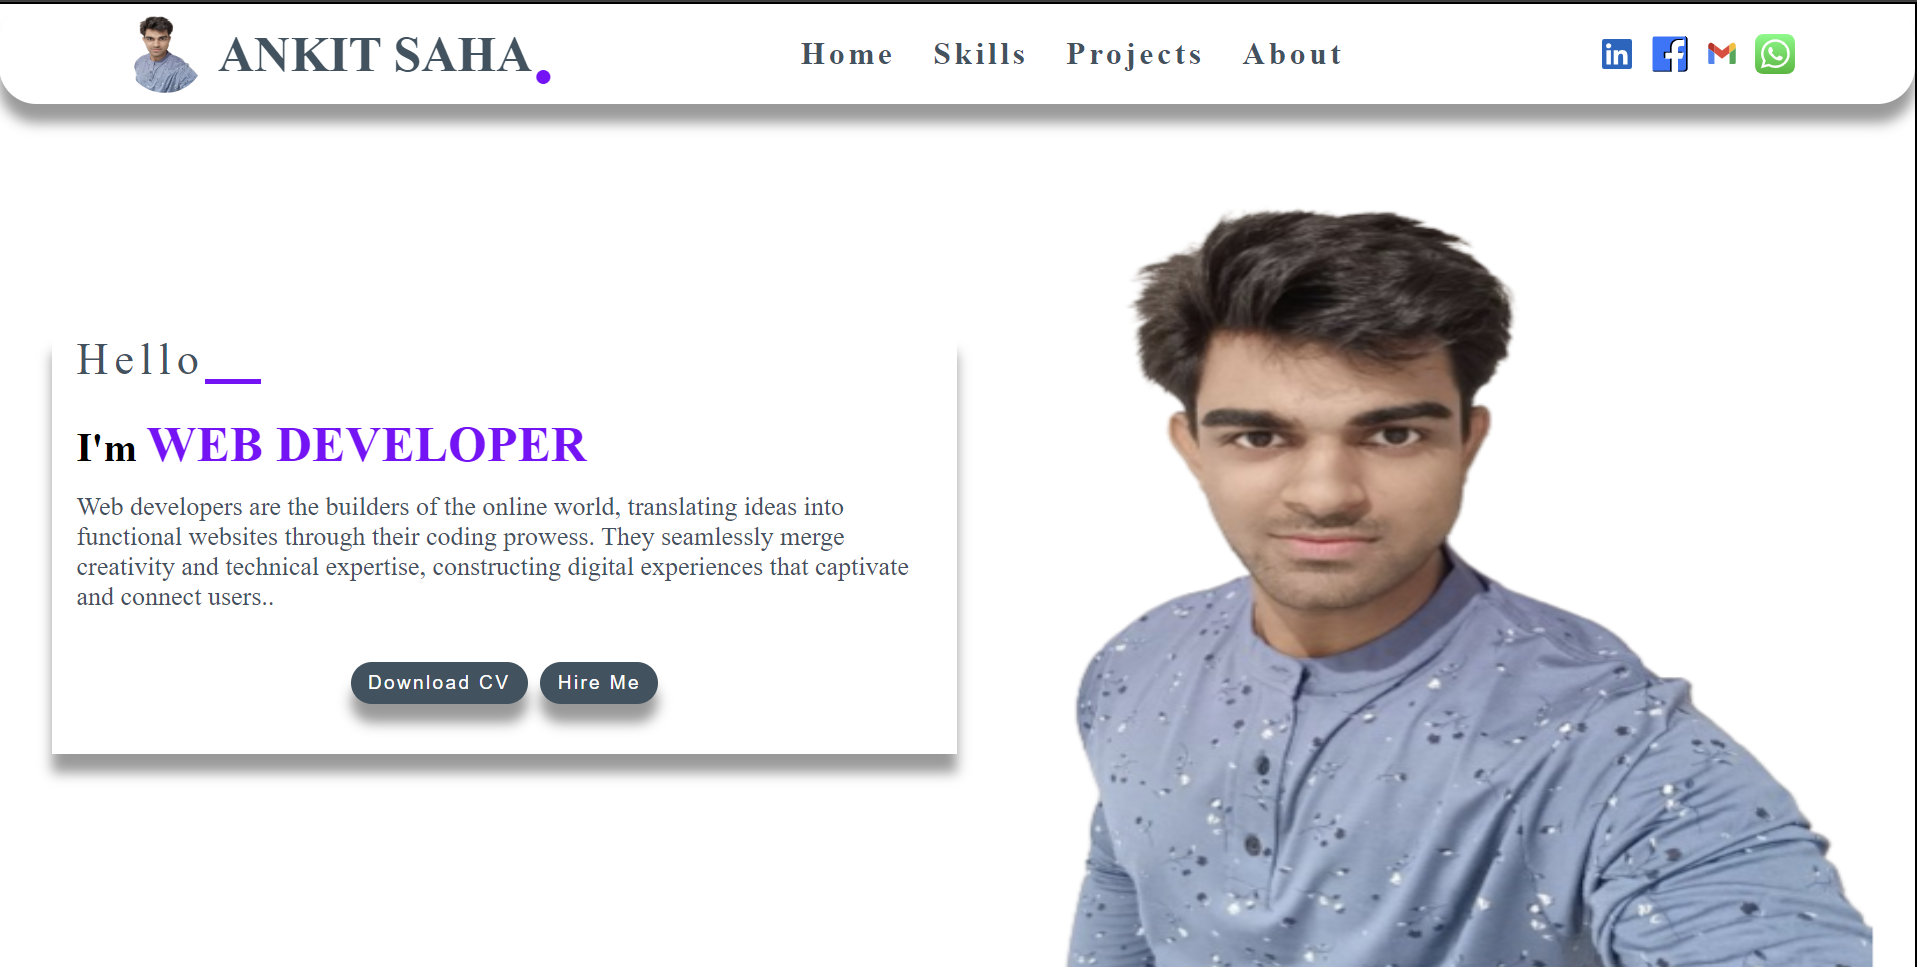 ANKIT SAHA.
Home Skills Projects About
in f M
Hello__
I'm WEB DEVELOPER
Web developers are the builders of the online world, translating ideas into
functional websites through their coding prowess. They seamlessly merge
creativity and technical expertise, constructing digital experiences that captivate
and connect users..
Download CV Hire Me